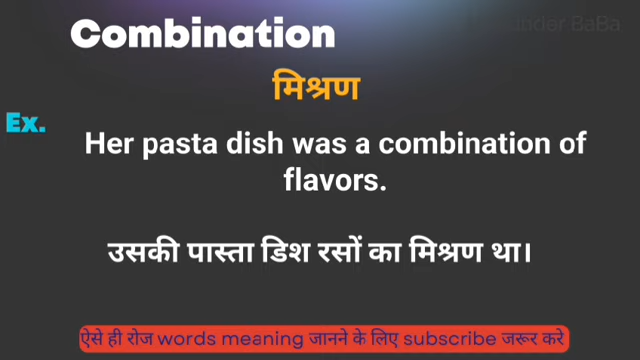 Combination
मिश्रण
Ex.
Her pasta dish was a combination of
flavors.
उसकी पास्ता डिश रसों का मिश्रण था।
ऐसे ही रोज words meaning जानने के लिए subscribe जरूर करे
BaBa